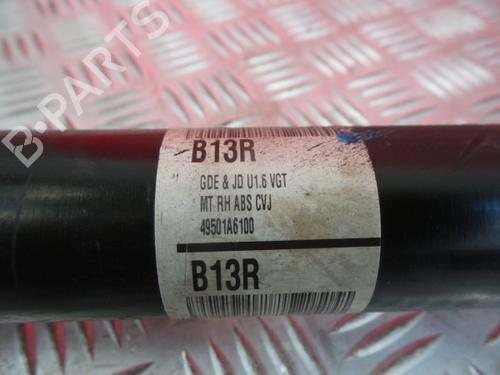 B-PARTS
B13R
GDE & JD U1.6 VGT
MT RH ABS CVJ
49501A6100
B13R